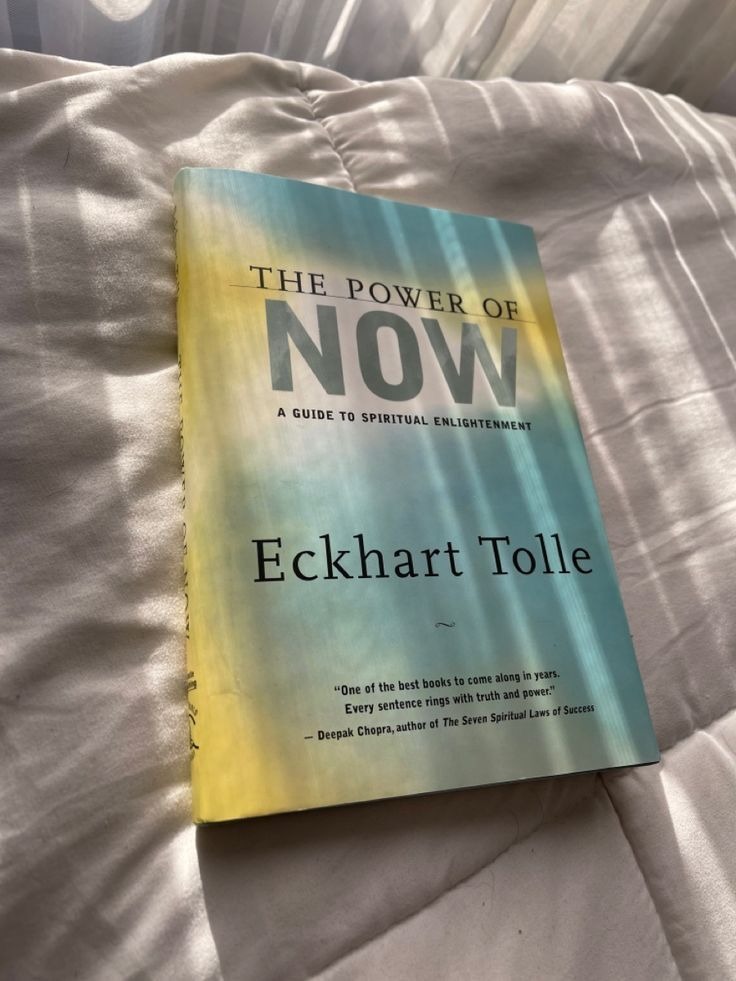 THE POWER OF
NOW
A GUIDE TO SPIRITUAL ENLIGHTENMENT
Eckhart Tolle
“One of the best books to come along in years.
Every sentence rings with truth and power.”
— Deepak Chopra, author of The Seven Spiritual Laws of Success